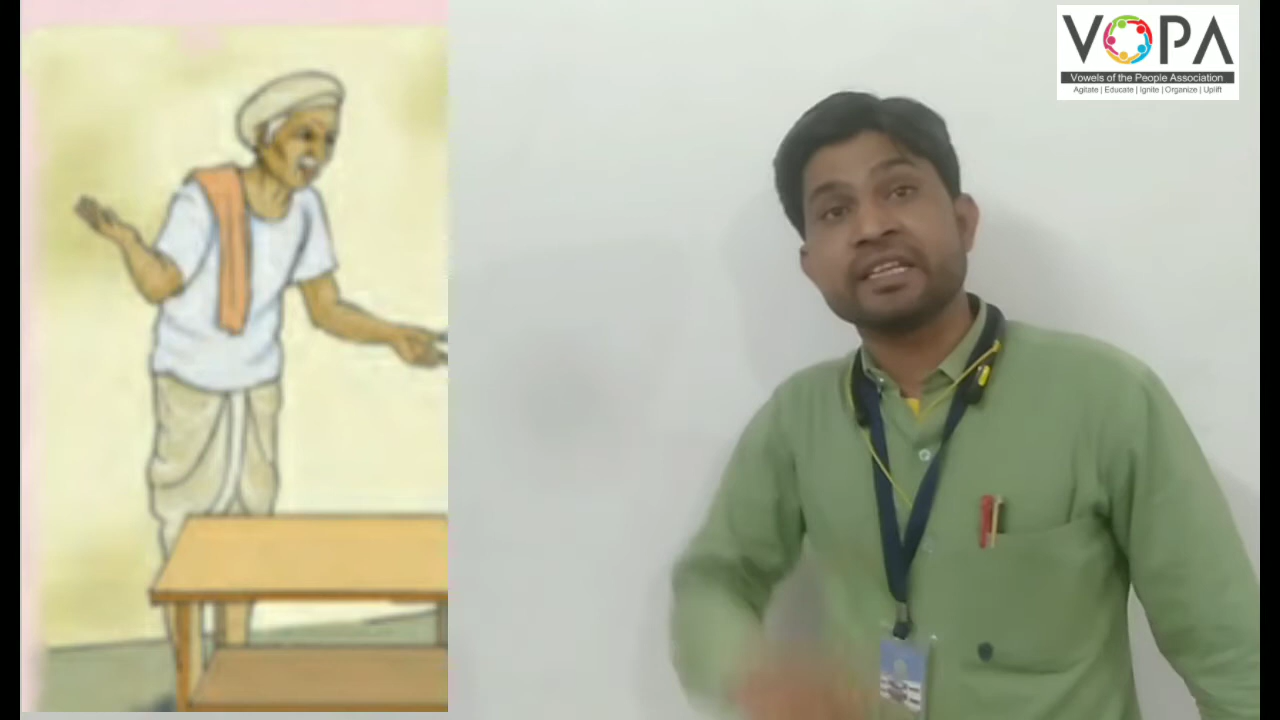 VOPA
Vowels of the People Association
Agitate | Educate | Ignite | Organize | Uplift